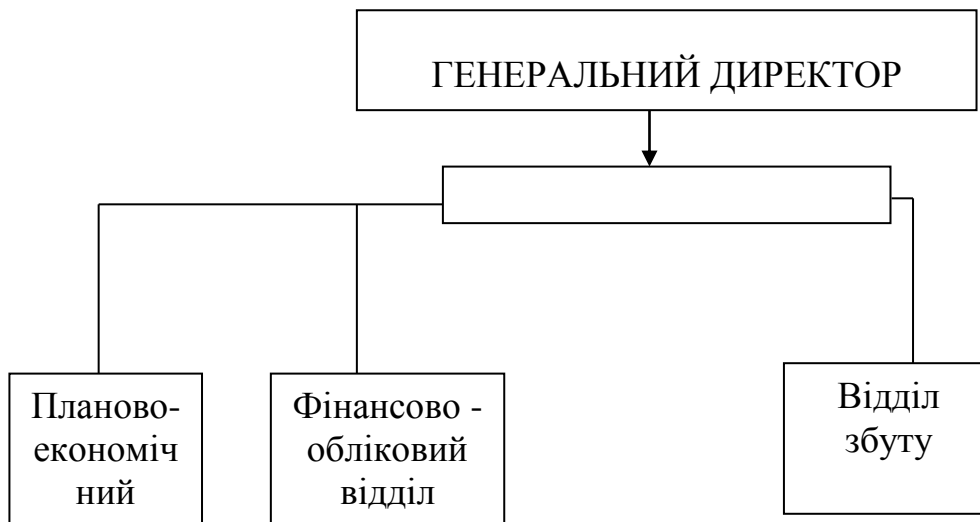 ГЕНЕРАЛЬНИЙ ДИРЕКТОР
Планово-
економіч
ний
Фінансово -
обліковий
відділ
Відділ
збуту